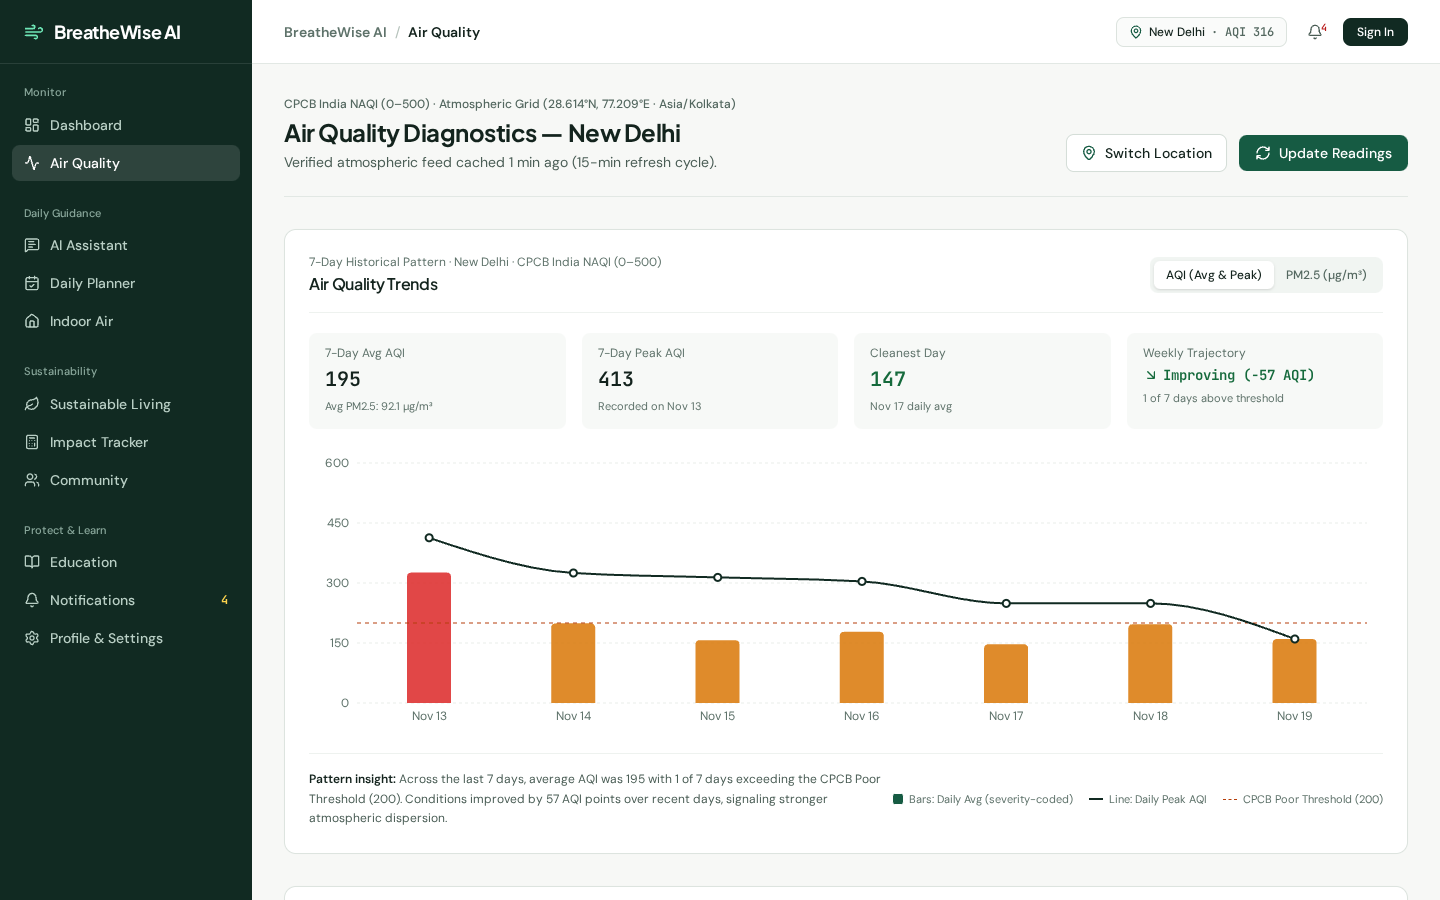 BreatheWise AI
Monitor
Dashboard
Air Quality
Daily Guidance
AI Assistant
Daily Planner
Indoor Air
Sustainability
Sustainable Living
Impact Tracker
Community
Protect & Learn
Education
Notifications 4
Profile & Settings
BreatheWise AI / Air Quality
New Delhi · AQI 316
4
Sign In
CPCB India NAQI (0–500) · Atmospheric Grid (28.614°N, 77.209°E · Asia/Kolkata)
Air Quality Diagnostics — New Delhi
Verified atmospheric feed cached 1 min ago (15-min refresh cycle).
Switch Location
Update Readings
7-Day Historical Pattern · New Delhi · CPCB India NAQI (0–500)
Air Quality Trends
AQI (Avg & Peak)
PM2.5 (µg/m³)
7-Day Avg AQI
195
Avg PM2.5: 92.1 µg/m³
7-Day Peak AQI
413
Recorded on Nov 13
Cleanest Day
147
Nov 17 daily avg
Weekly Trajectory
Improving (-57 AQI)
1 of 7 days above threshold
600
450
300
150
0
Nov 13
Nov 14
Nov 15
Nov 16
Nov 17
Nov 18
Nov 19
Pattern insight: Across the last 7 days, average AQI was 195 with 1 of 7 days exceeding the CPCB Poor
Threshold (200). Conditions improved by 57 AQI points over recent days, signaling stronger
atmospheric dispersion.
Bars: Daily Avg (severity-coded)
Line: Daily Peak AQI
CPCB Poor Threshold (200)